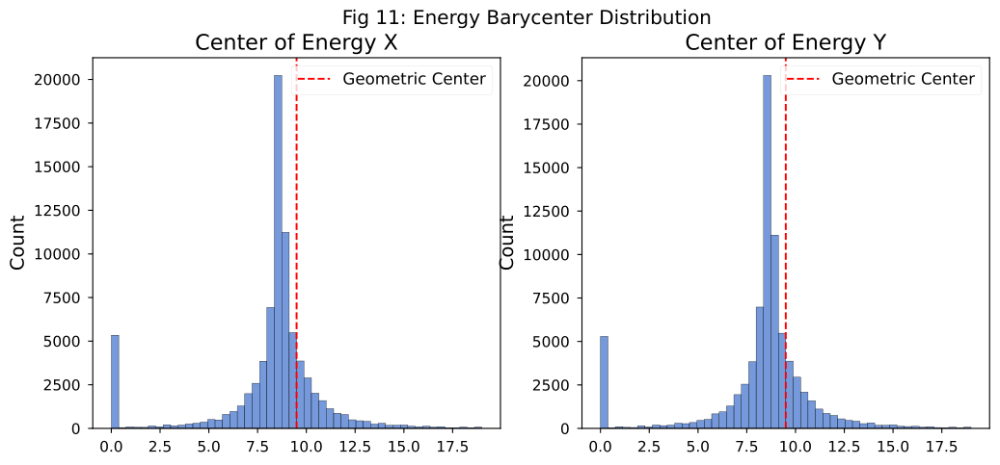 Fig 11: Energy Barycenter Distribution
Center of Energy X
Center of Energy Y
Geometric Center
Geometric Center
Count
20000
17500
15000
12500
10000
7500
5000
2500
0
0.0 2.5 5.0 7.5 10.0 12.5 15.0 17.5
Count
20000
17500
15000
12500
10000
7500
5000
2500
0
0.0 2.5 5.0 7.5 10.0 12.5 15.0 17.5